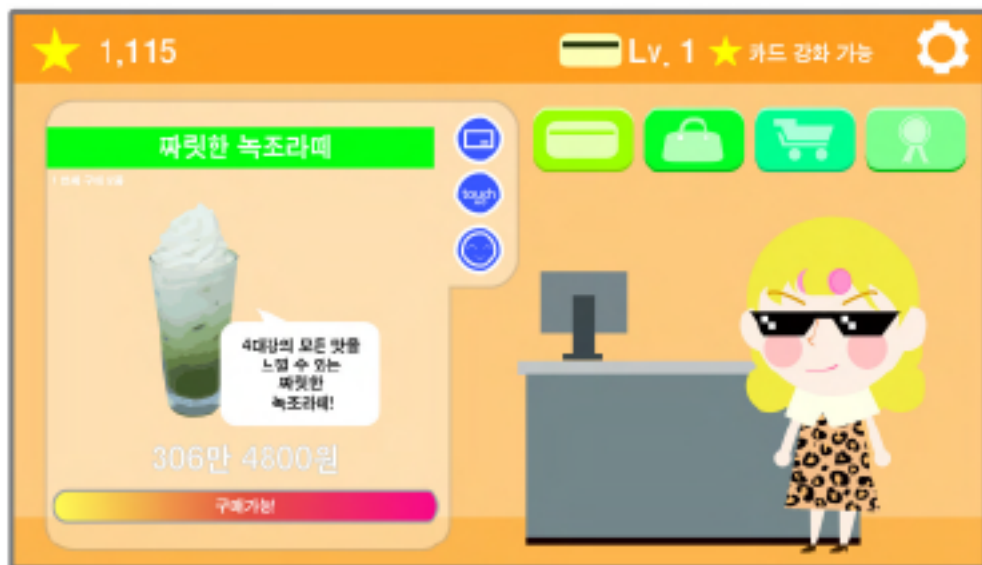 1,115
Lv. 1
카드 강화 가능
짜릿한 녹조라떼
touch
4대강의 모든 맛을
느낄 수 있는
짜릿한
녹조라떼!
306만 4800원
구매가능!